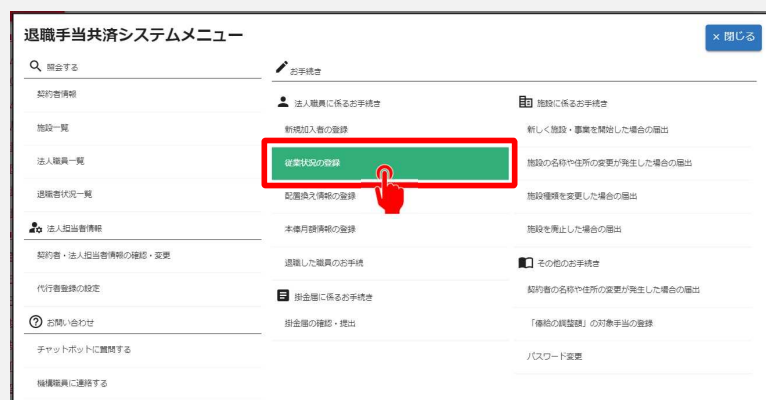 退職手当共済システムメニュー
× 閉じる
照会する
契約者情報
施設一覧
法人職員一覧
退職者状況一覧
法人担当者情報
契約者・法人担当者情報の確認・変更
代行者登録の設定
お問い合わせ
チャットボットに質問する
機構職員に連絡する
お手続き
法人職員に係るお手続き
新規加入者の登録
従業状況の登録
配置換え情報の登録
本俸月額情報の登録
退職した職員のお手続
掛金届に係るお手続き
掛金届の確認・提出
施設に係るお手続き
新しく施設・事業を開始した場合の届出
施設の名称や住所の変更が発生した場合の届出
施設種類を変更した場合の届出
施設を廃止した場合の届出
その他のお手続き
契約者の名称や住所の変更が発生した場合の届出
「俸給の調整額」の対象手当の登録
パスワード変更